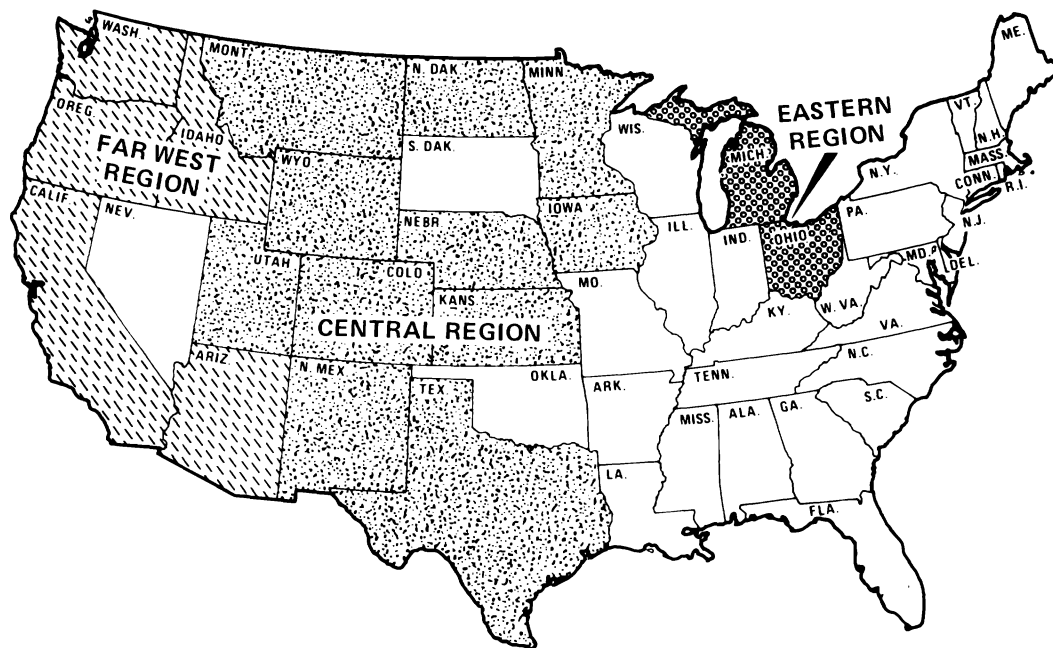 WASH.
MONT.
N. DAK.
MINN.
ME.
OREG.
IDAHO
S. DAK.
WIS.
MICH.
EASTERN
REGION
VT.
N.H.
MASS.
CONN.
R.I.
N.Y.
FAR WEST
REGION
WYO.
CALIF.
NEV.
NEBR.
IOWA
ILL.
IND.
OHIO
PA.
N.J.
MD.
DEL.
UTAH
COLO.
KANS.
MO.
KY.
W. VA.
VA.
CENTRAL REGION
ARIZ.
N. MEX.
TEX.
OKLA.
ARK.
TENN.
N.C.
S.C.
MISS.
ALA.
GA.
LA.
FLA.